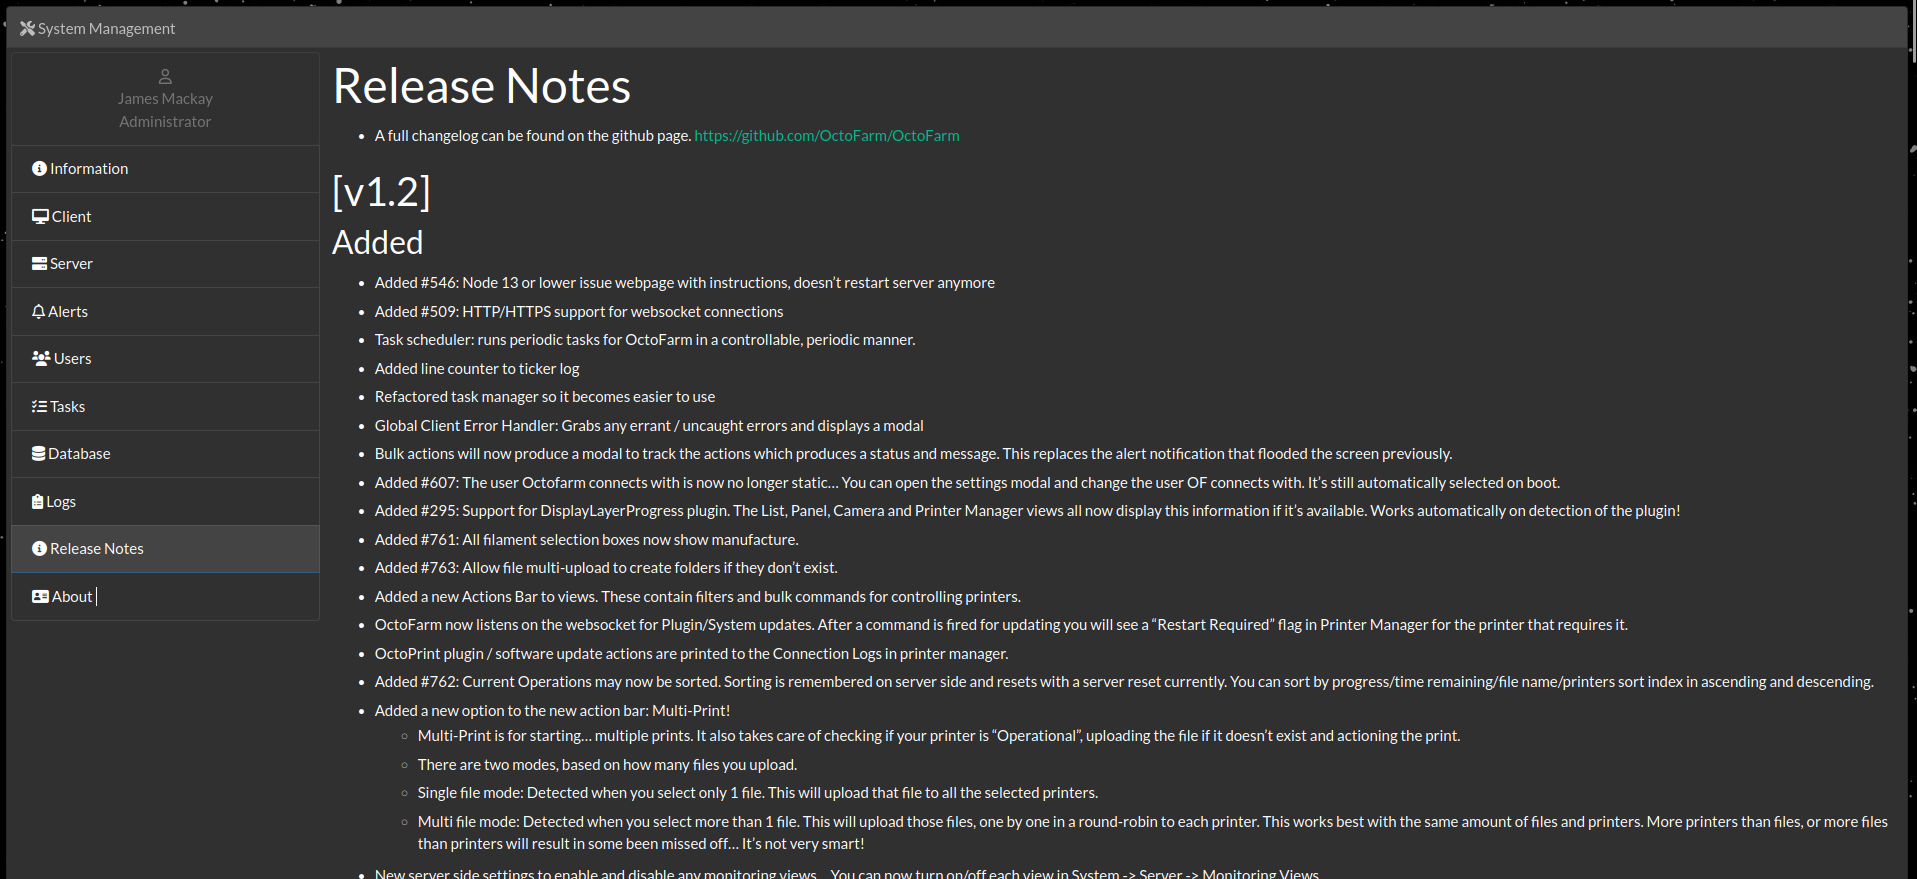 System Management
James Mackay
Administrator
Information
Client
Server
Alerts
Users
Tasks
Database
Logs
Release Notes
About
Release Notes
• A full changelog can be found on the github page. https://github.com/OctoFarm/OctoFarm
[v1.2]
Added
• Added #546: Node 13 or lower issue webpage with instructions, doesn’t restart server anymore
• Added #509: HTTP/HTTPS support for websocket connections
• Task scheduler: runs periodic tasks for OctoFarm in a controllable, periodic manner.
• Added line counter to ticker log
• Refactored task manager so it becomes easier to use
• Global Client Error Handler: Grabs any errant / uncaught errors and displays a modal
• Bulk actions will now produce a modal to track the actions which produces a status and message. This replaces the alert notification that flooded the screen previously.
• Added #607: The user Octofarm connects with is now no longer static… You can open the settings modal and change the user OF connects with. It’s still automatically selected on boot.
• Added #295: Support for DisplayLayerProgress plugin. The List, Panel, Camera and Printer Manager views all now display this information if it’s available. Works automatically on detection of the plugin!
• Added #761: All filament selection boxes now show manufacture.
• Added #763: Allow file multi-upload to create folders if they don’t exist.
• Added a new Actions Bar to views. These contain filters and bulk commands for controlling printers.
• OctoFarm now listens on the websocket for Plugin/System updates. After a command is fired for updating you will see a “Restart Required” flag in Printer Manager for the printer that requires it.
• OctoPrint plugin / software update actions are printed to the Connection Logs in printer manager.
• Added #762: Current Operations may now be sorted. Sorting is remembered on server side and resets with a server reset currently. You can sort by progress/time remaining/file name/printers sort index in ascending and descending.
• Added a new option to the new action bar: Multi-Print!
◦ Multi-Print is for starting… multiple prints. It also takes care of checking if your printer is “Operational”, uploading the file if it doesn’t exist and actioning the print.
◦ There are two modes, based on how many files you upload.
◦ Single file mode: Detected when you select only 1 file. This will upload that file to all the selected printers.
◦ Multi file mode: Detected when you select more than 1 file. This will upload those files, one by one in a round-robin to each printer. This works best with the same amount of files and printers. More printers than files, or more files
than printers will result in some been missed off… It’s not very smart!
• New server side settings to enable and disable any monitoring views… You can now turn on/off each view in System -> Server -> Monitoring Views